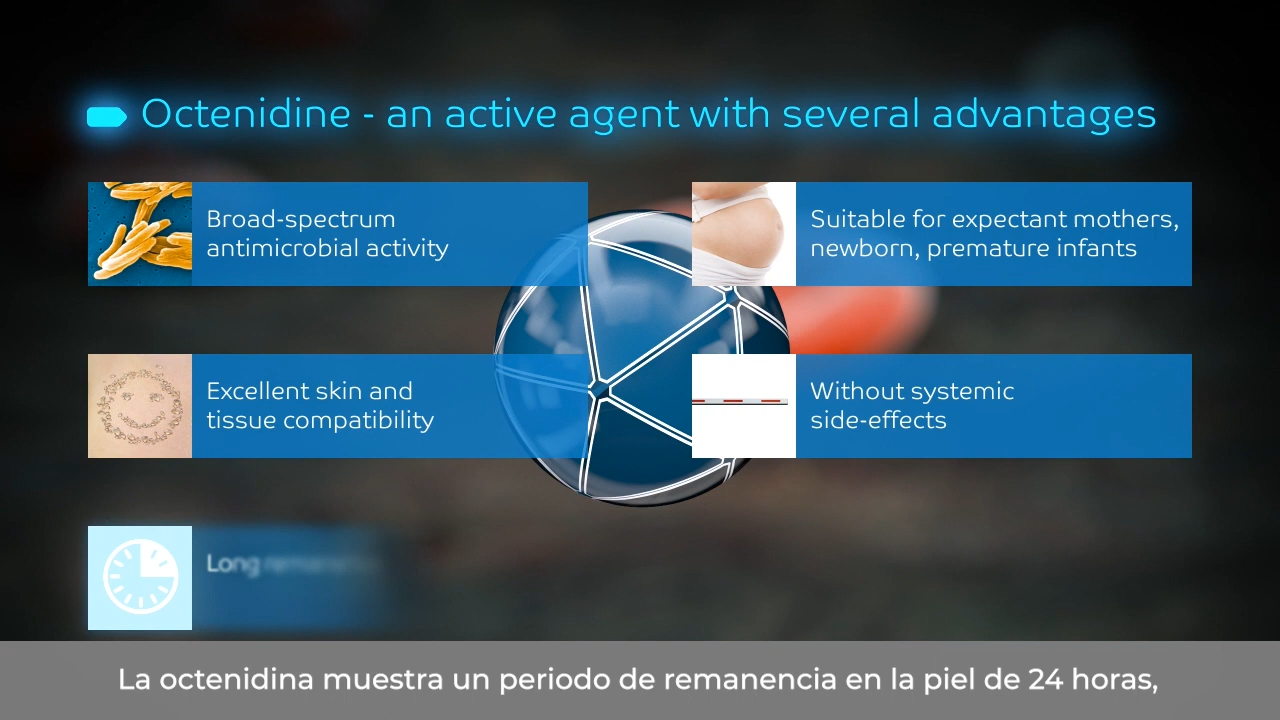 Octenidine - an active agent with several advantages
Broad-spectrum
antimicrobial activity
Suitable for expectant mothers,
newborn, premature infants
Excellent skin and
tissue compatibility
Without systemic
side-effects
Long
La octenidina muestra un periodo de remanencia en la piel de 24 horas,